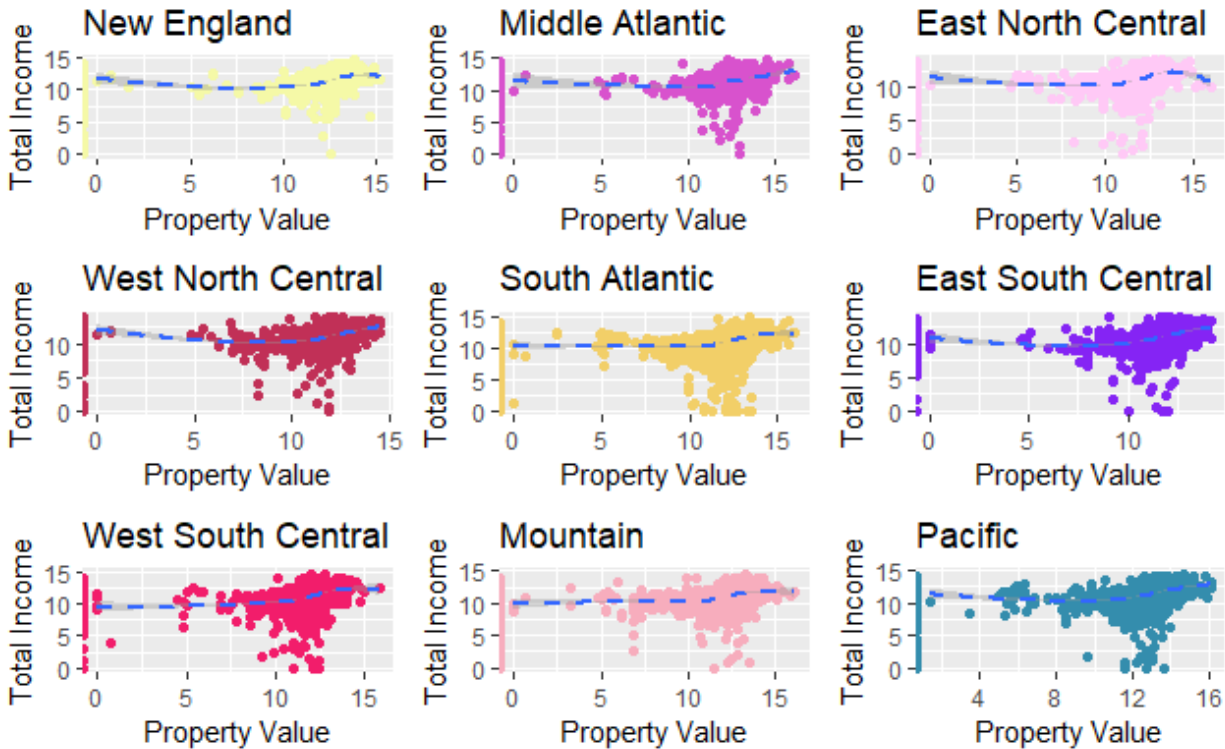 New England
Middle Atlantic
East North Central
Total Income
15
10
5
0
0
5
10
15
Property Value
Total Income
15
10
5
0
0
5
10
15
Property Value
Total Income
10
5
0
0
5
10
15
Property Value
West North Central
South Atlantic
East South Central
Total Income
10
5
0
0
5
10
15
Property Value
Total Income
15
10
5
0
0
5
10
15
Property Value
Total Income
10
5
0
0
5
10
Property Value
West South Central
Mountain
Pacific
Total Income
15
10
5
0
0
5
10
15
Property Value
Total Income
15
10
5
0
0
5
10
15
Property Value
Total Income
15
10
5
0
4
8
12
16
Property Value